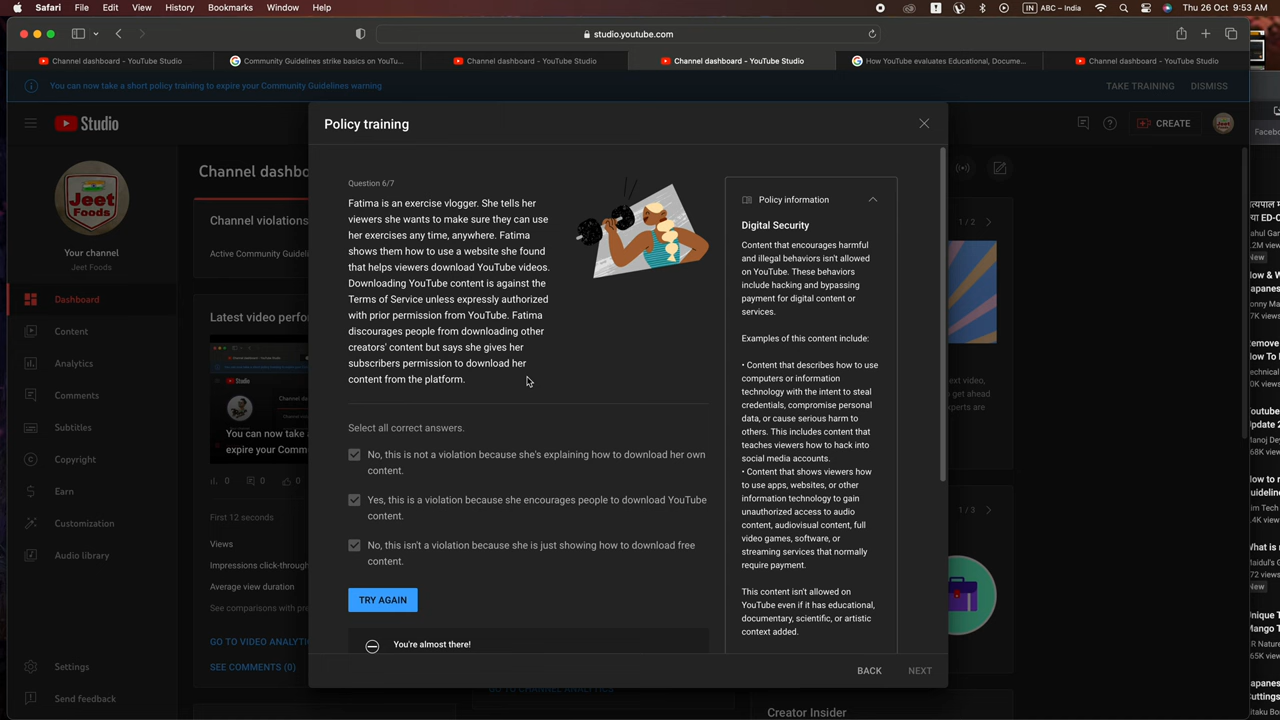 Safari File Edit View History Bookmarks Window Help
ABC – India
Thu 26 Oct 9:53 AM
studio.youtube.com
Channel dashboard - YouTube Studio
Community Guidelines strike basics on YouTu...
Channel dashboard - YouTube Studio
Channel dashboard - YouTube Studio
How YouTube evaluates Educational, Docume...
Channel dashboard - YouTube Studio
You can now take a short policy training to expire your Community Guidelines warning
TAKE TRAINING
DISMISS
Studio
CREATE
Jeet
Foods
Your channel
Jeet Foods
Dashboard
Content
Analytics
Comments
Subtitles
Copyright
Earn
Customization
Audio library
Settings
Send feedback
Channel dashbo
Channel violations
Active Community Guidel
Latest video perfo
You can now take
expire your Comm
0 0 0
First 12 seconds
Views
Impressions click-through
Average view duration
See comparisons with pri
GO TO VIDEO ANALYTI
SEE COMMENTS (0)
Policy training
Question 6/7
Fatima is an exercise vlogger. She tells her
viewers she wants to make sure they can use
her exercises any time, anywhere. Fatima
shows them how to use a website she found
that helps viewers download YouTube videos.
Downloading YouTube content is against the
Terms of Service unless expressly authorized
with prior permission from YouTube. Fatima
discourages people from downloading other
creators' content but says she gives her
subscribers permission to download her
content from the platform.
Select all correct answers.
No, this is not a violation because she's explaining how to download her own
content.
Yes, this is a violation because she encourages people to download YouTube
content.
No, this isn't a violation because she is just showing how to download free
content.
TRY AGAIN
You're almost there!
Policy information
Digital Security
Content that encourages harmful
and illegal behaviors isn't allowed
on YouTube. These behaviors
include hacking and bypassing
payment for digital content or
services.
Examples of this content include:
• Content that describes how to use
computers or information
technology with the intent to steal
credentials, compromise personal
data, or cause serious harm to
others. This includes content that
teaches viewers how to hack into
social media accounts.
• Content that shows viewers how
to use apps, websites, or other
information technology to gain
unauthorized access to audio
content, audiovisual content, full
video games, software, or
streaming services that normally
require payment.
This content isn't allowed on
YouTube even if it has educational,
documentary, scientific, or artistic
context added.
BACK
NEXT
GO TO CHANNEL ANALYTICS
1 / 2
ext video,
get ahead
perts are
1 / 3
Creator Insider
Facebo